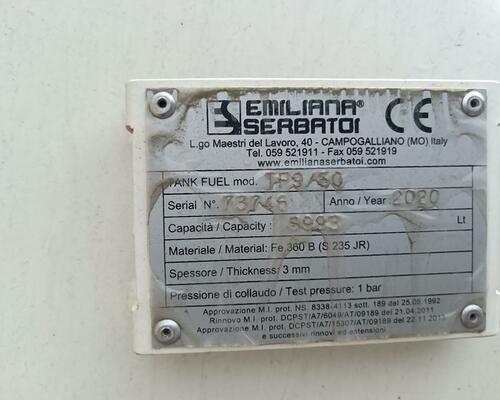 EMILIANA®
SERBATOI
CE
L.go Maestri del Lavoro, 40 - CAMPOGALLIANO (MO) Italy
Tel. 059 521911 - Fax 059 521919
www.emilianaserbatoi.com
TANK FUEL mod. TF9/50
Serial N°. 73746 Anno / Year 2020
Capacità / Capacity : 8993 Lt
Materiale / Material: Fe 360 B (S 235 JR)
Spessore / Thickness: 3 mm
Pressione di collaudo / Test pressure: 1 bar
Approvazione M.I. prot. NS. 8338-4113 sott. 189 del 25.05.1992
Rinnovo M.I. prot. DCPST/A7/6049/AT/09189 del 21.04.2011
Approvazione M.I. prot. DCPST/A7/15307/AT/09189 del 22.11.2013
e successivi rinnovi ed estensioni